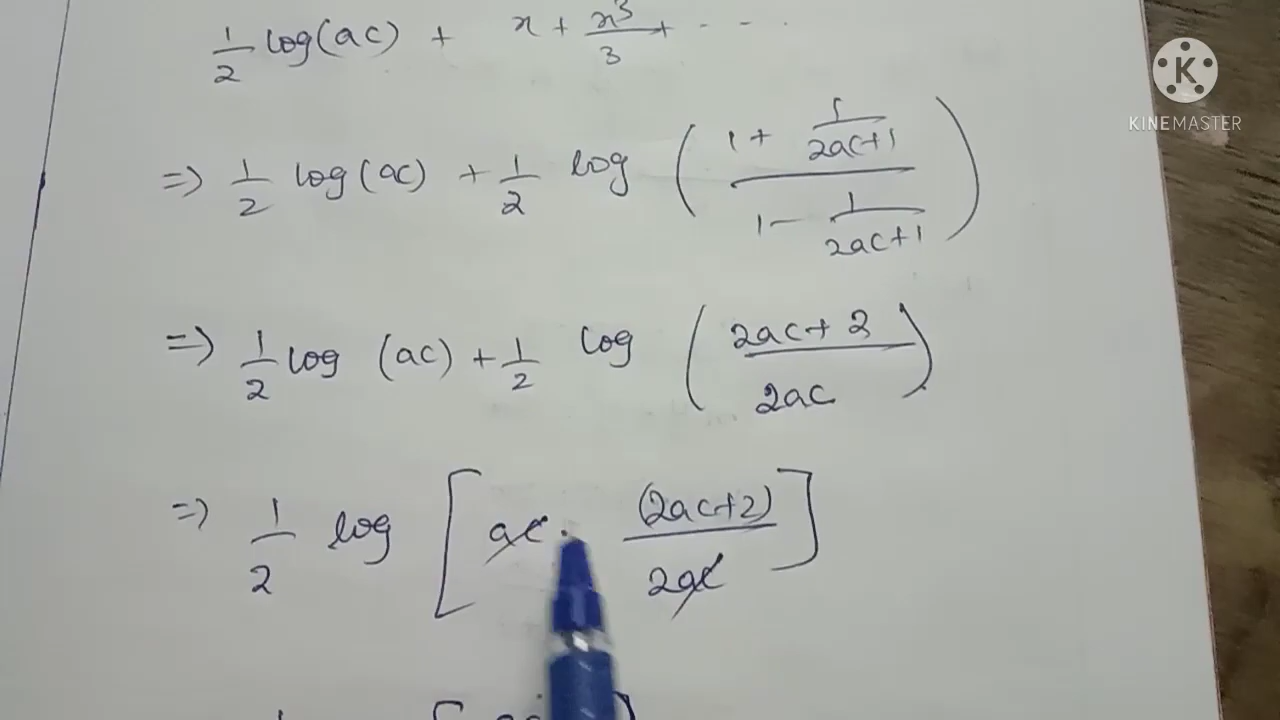 1/2 log(ac) + x + x³/3 + - - .
K
KINEMASTER
=> 1/2 log(ac) + 1/2 log ( (1 + 1/(2ac+1)) / (1 - 1/(2ac+1)) )
=> 1/2 log (ac) + 1/2 log ( (2ac+2) / 2ac )
=> 1/2 log [ ac . (2ac+2) / 2ac ]